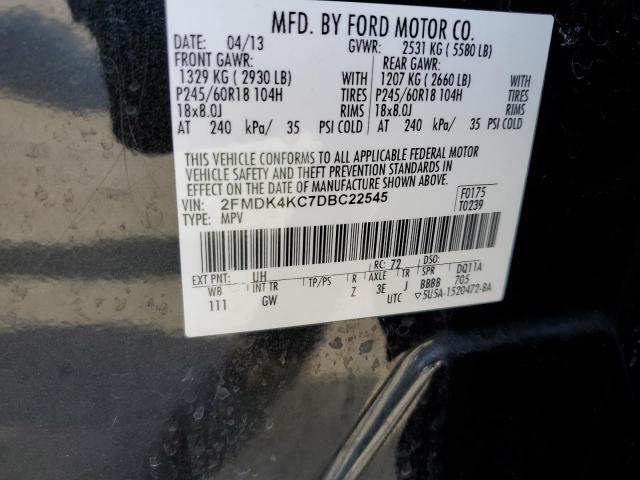 MFD. BY FORD MOTOR CO.
DATE: 04/13 GVWR: 2531 KG ( 5580 LB)
FRONT GAWR: REAR GAWR:
1329 KG ( 2930 LB) WITH 1207 KG ( 2660 LB) WITH
P245/60R18 104H TIRES P245/60R18 104H TIRES
18x8.0J RIMS 18x8.0J RIMS
AT 240 kPa/ 35 PSI COLD AT 240 kPa/ 35 PSI COLD
THIS VEHICLE CONFORMS TO ALL APPLICABLE FEDERAL MOTOR
VEHICLE SAFETY AND THEFT PREVENTION STANDARDS IN
EFFECT ON THE DATE OF MANUFACTURE SHOWN ABOVE.
VIN: 2FMDK4KC7DBC22545 F0175
TYPE: MPV T0239
EXT PNT: UH RC: 72 DSO:
WB INT TR TP/PS R AXLE TR SPR DQ11A
111 GW Z 3E J BBBB 705
UTC ▽5U5A-1520472-BA